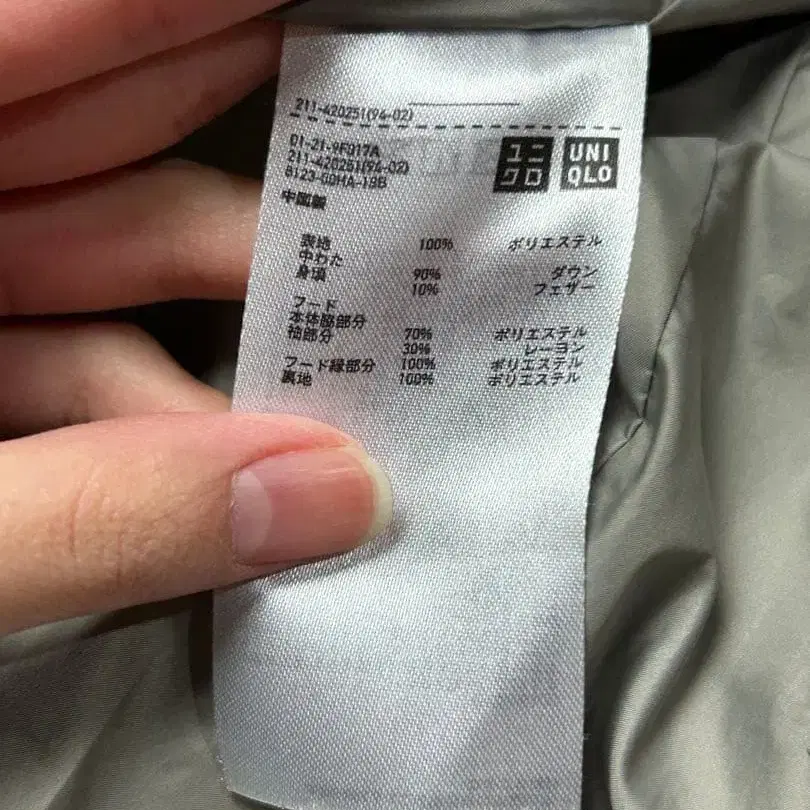 211-420251(94-02)
01-21-9F017A
211-420251(94-02)
8123-G0HA-19B
中国製
ユニ
クロ
UNI
QLO
表地 100% ポリエステル
中わた
身頃 90% ダウン
10% フェザー
フード
本体脇部分
袖部分 70% ポリエステル
30% レーヨン
フード縁部分 100% ポリエステル
裏地 100% ポリエステル